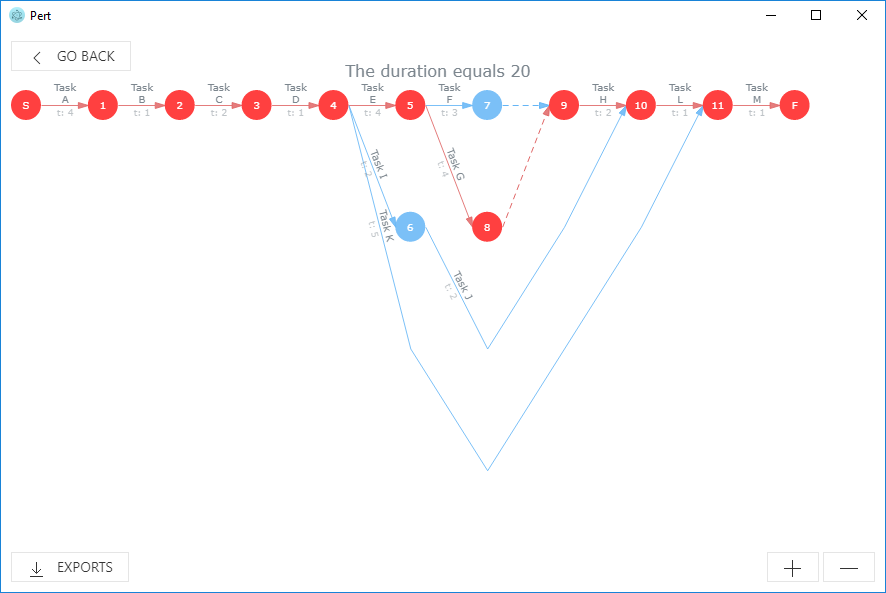 Pert
GO BACK
The duration equals 20
Task A t: 4
Task B t: 1
Task C t: 2
Task D t: 1
Task E t: 4
Task F t: 3
Task H t: 2
Task L t: 1
Task M t: 1
S
1
2
3
4
5
7
9
10
11
F
Task I
t: 2
Task G
t: 4
Task K
t: 5
6
8
Task J
t: 2
EXPORTS